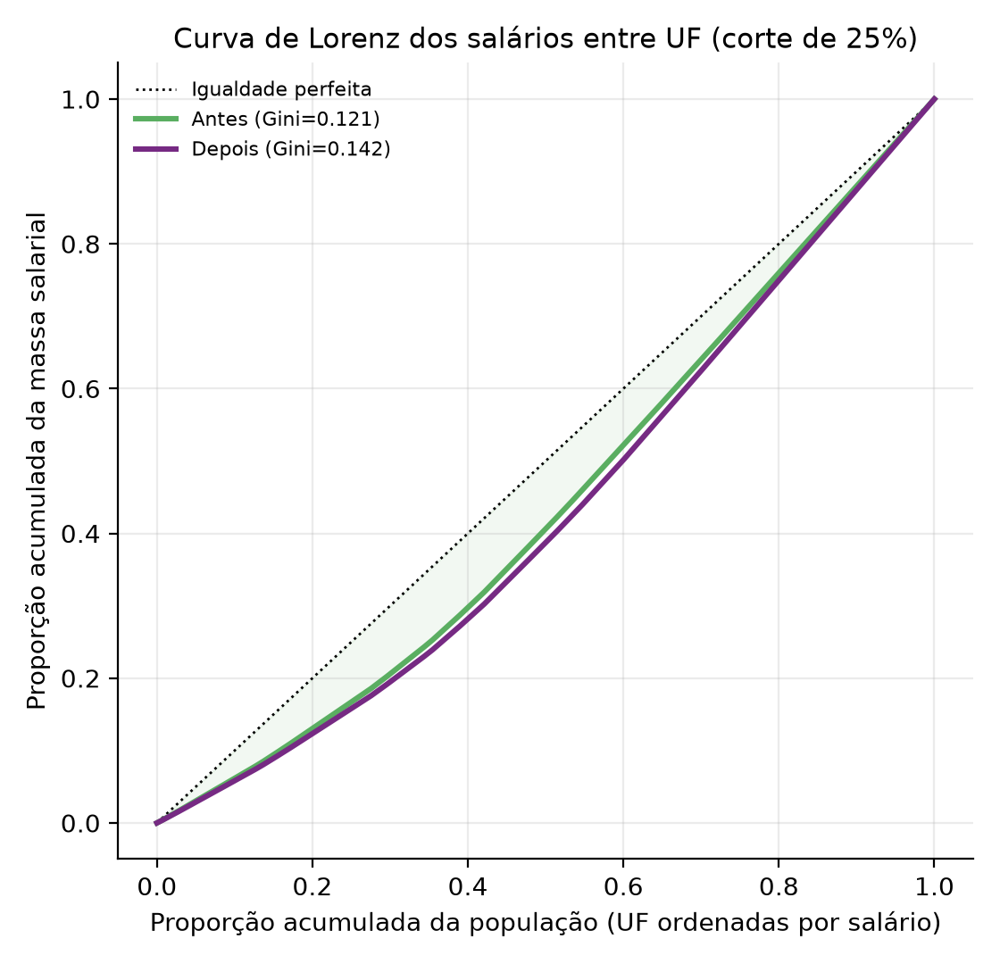 Curva de Lorenz dos salários entre UF (corte de 25%)
Igualdade perfeita
Antes (Gini=0.121)
Depois (Gini=0.142)
Proporção acumulada da massa salarial
1.0
0.8
0.6
0.4
0.2
0.0
0.0 0.2 0.4 0.6 0.8 1.0
Proporção acumulada da população (UF ordenadas por salário)